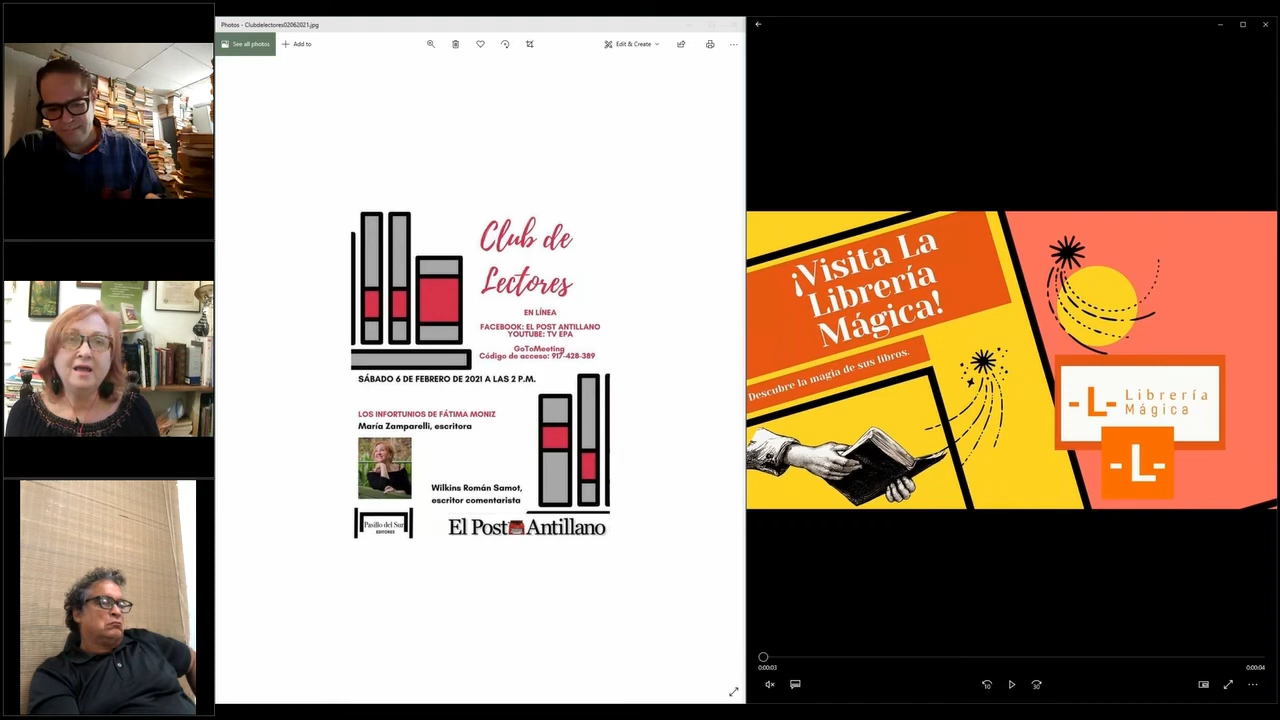 Photos - Clubdelectores02062021.jpg
See all photos
Add to
Edit & Create
Club de
Lectores
EN LÍNEA
FACEBOOK: EL POST ANTILLANO
YOUTUBE: TV EPA
GoToMeeting
Código de acceso: 917-428-389
SÁBADO 6 DE FEBRERO DE 2021 A LAS 2 P.M.
LOS INFORTUNIOS DE FÁTIMA MONIZ
María Zamparelli, escritora
Wilkins Román Samot,
escritor comentarista
Pasillo del Sur
EDITORES
El Post Antillano
¡Visita La
Librería
Mágica!
Descubre la magia de sus libros.
-L- Librería
Mágica
-L-
0:00:03
0:00:04
10
30